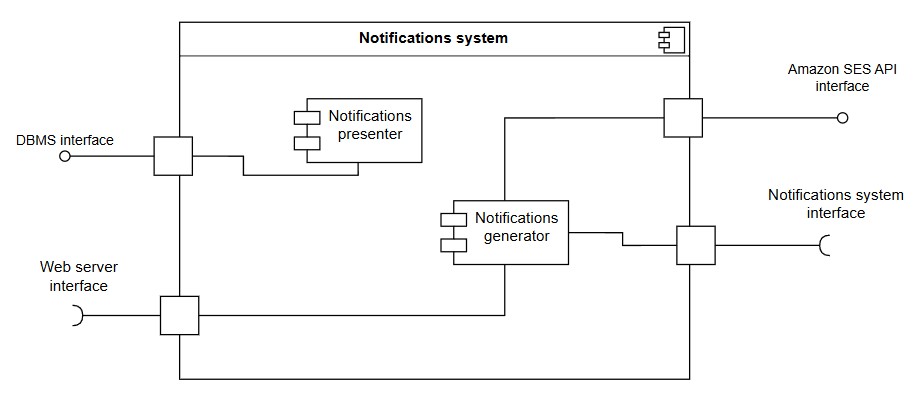 Notifications system
Amazon SES API
interface
Notifications
presenter
DBMS interface
Notifications system
interface
Notifications
generator
Web server
interface